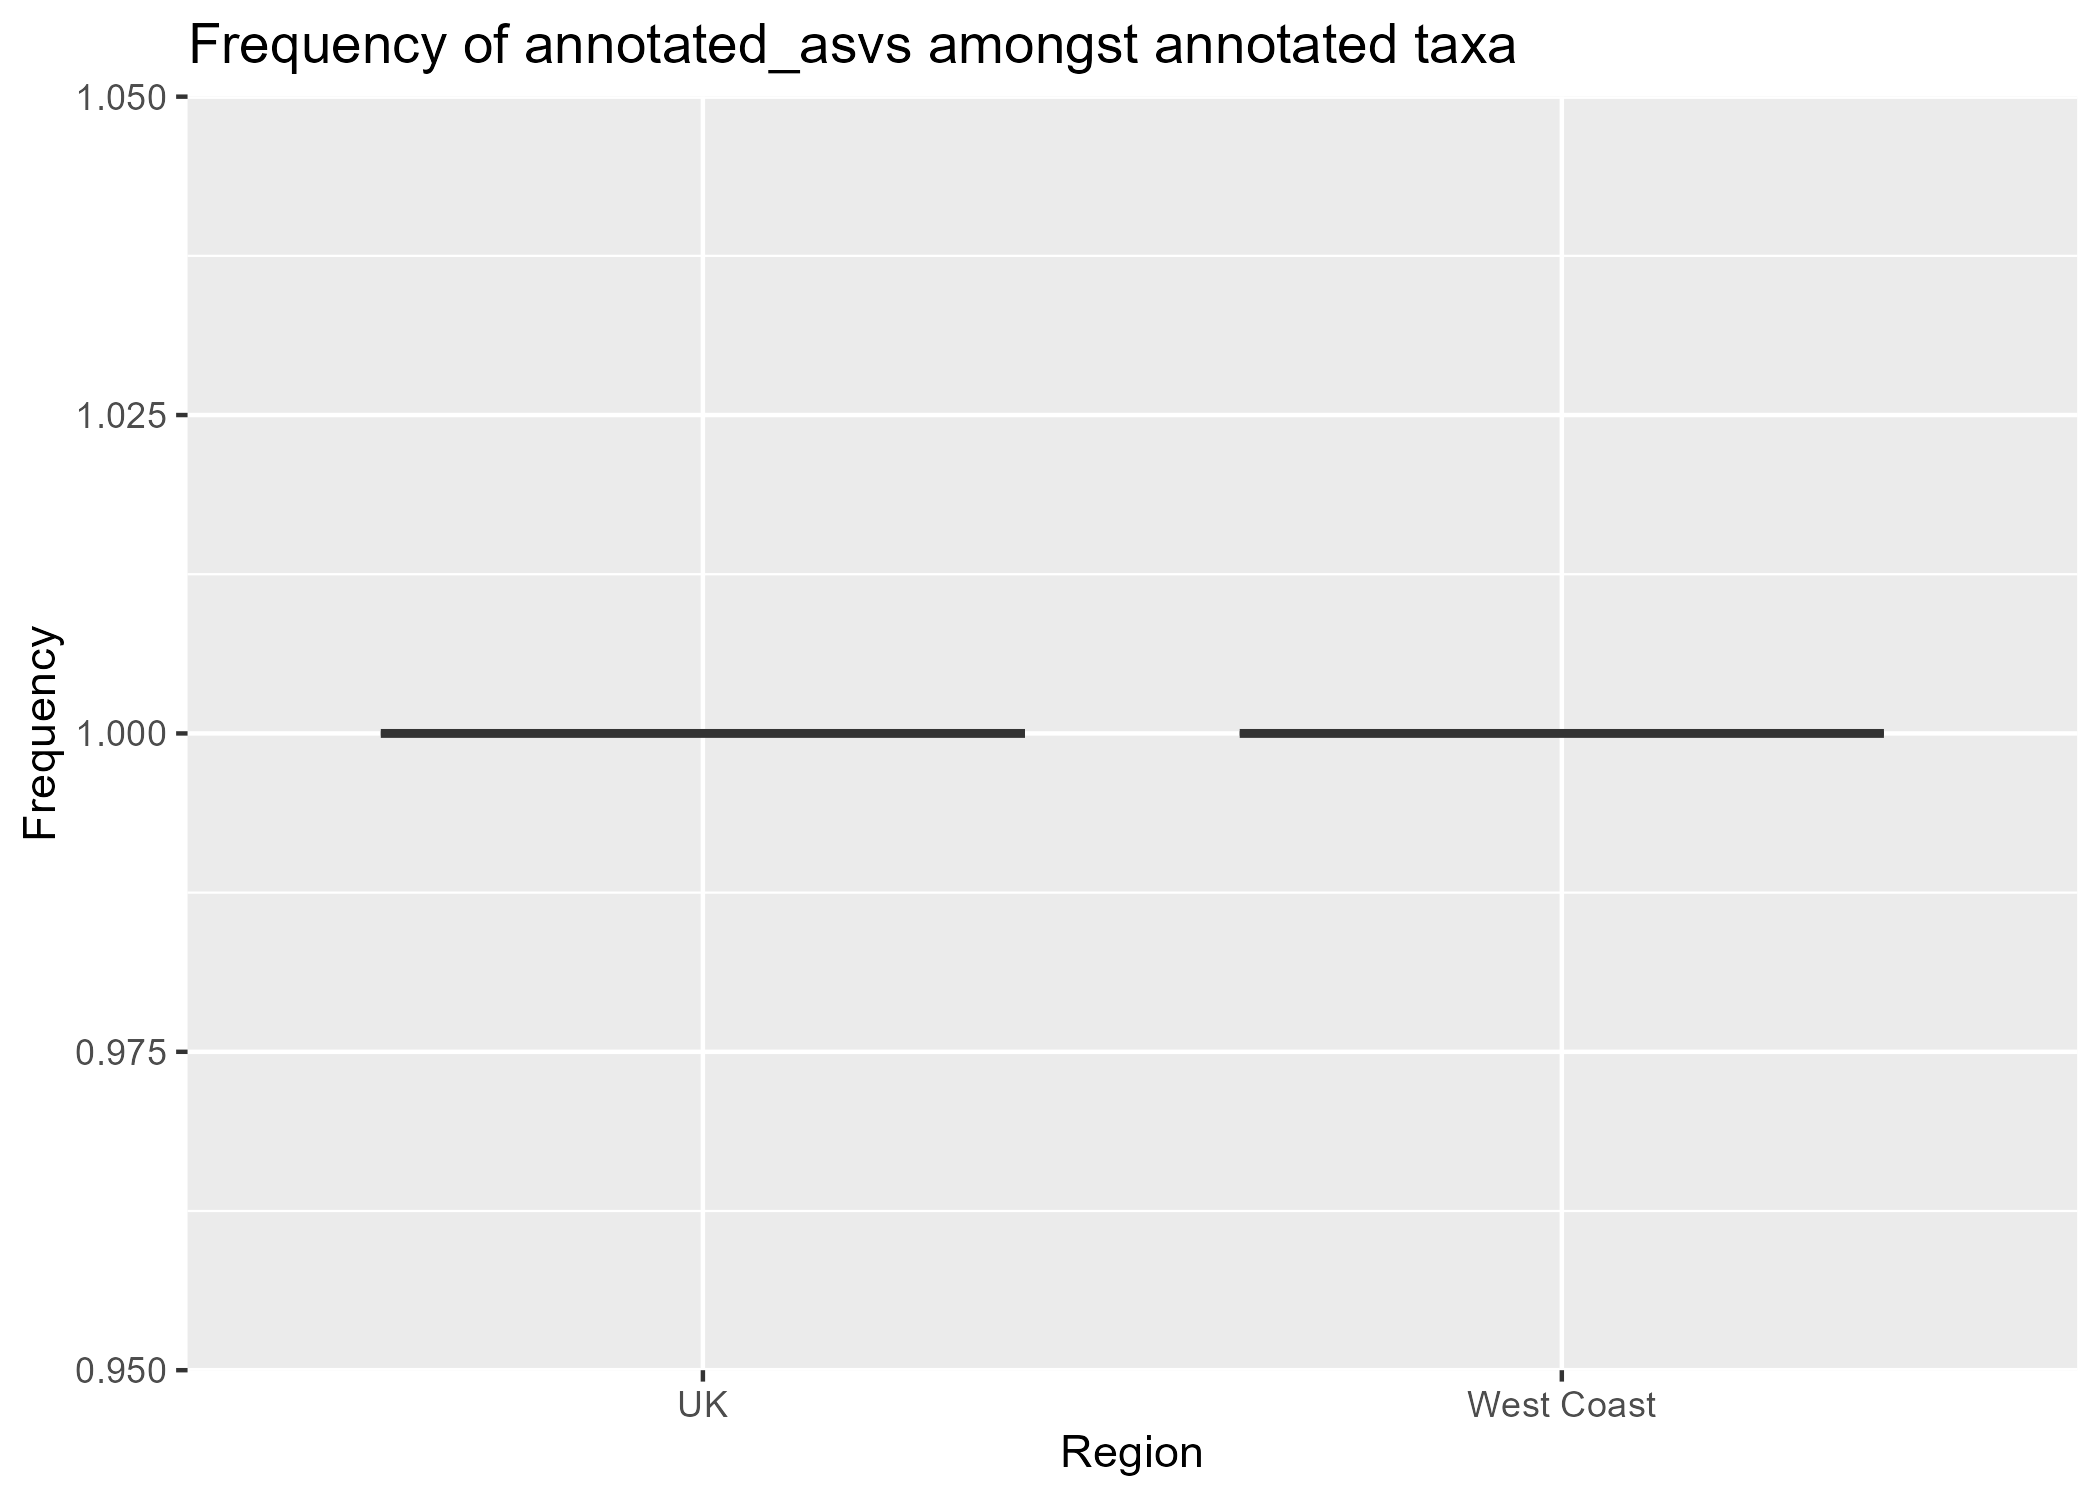 Frequency of annotated_asvs amongst annotated taxa
1.050
1.025
1.000
0.975
0.950
Frequency
UK West Coast
Region